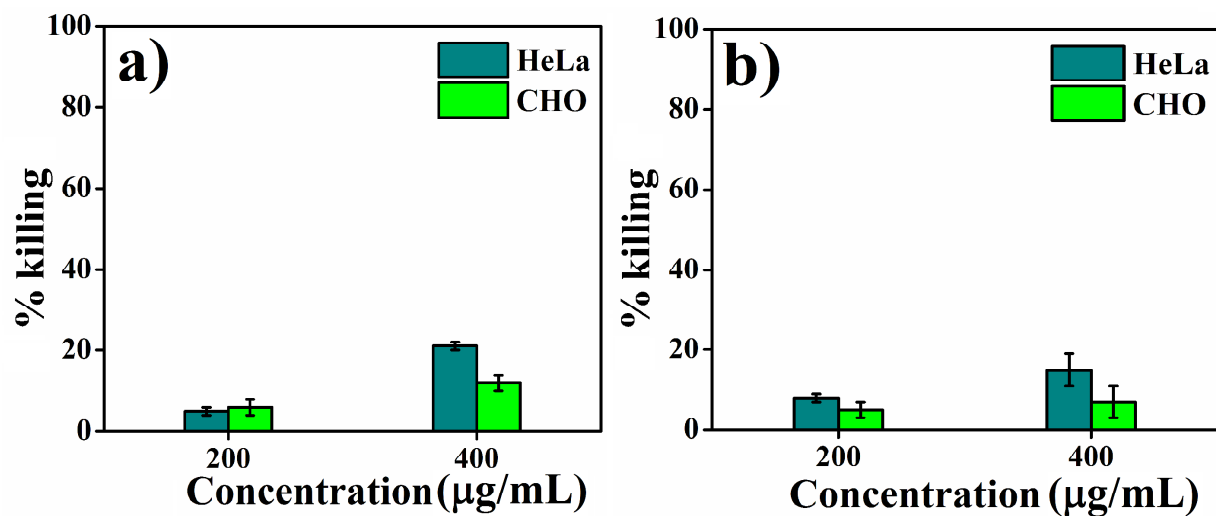 a)
HeLa
CHO
100
80
60
40
20
0
% killing
200
400
Concentration (µg/mL)
b)
HeLa
CHO
100
80
60
40
20
0
% killing
200
400
Concentration (µg/mL)